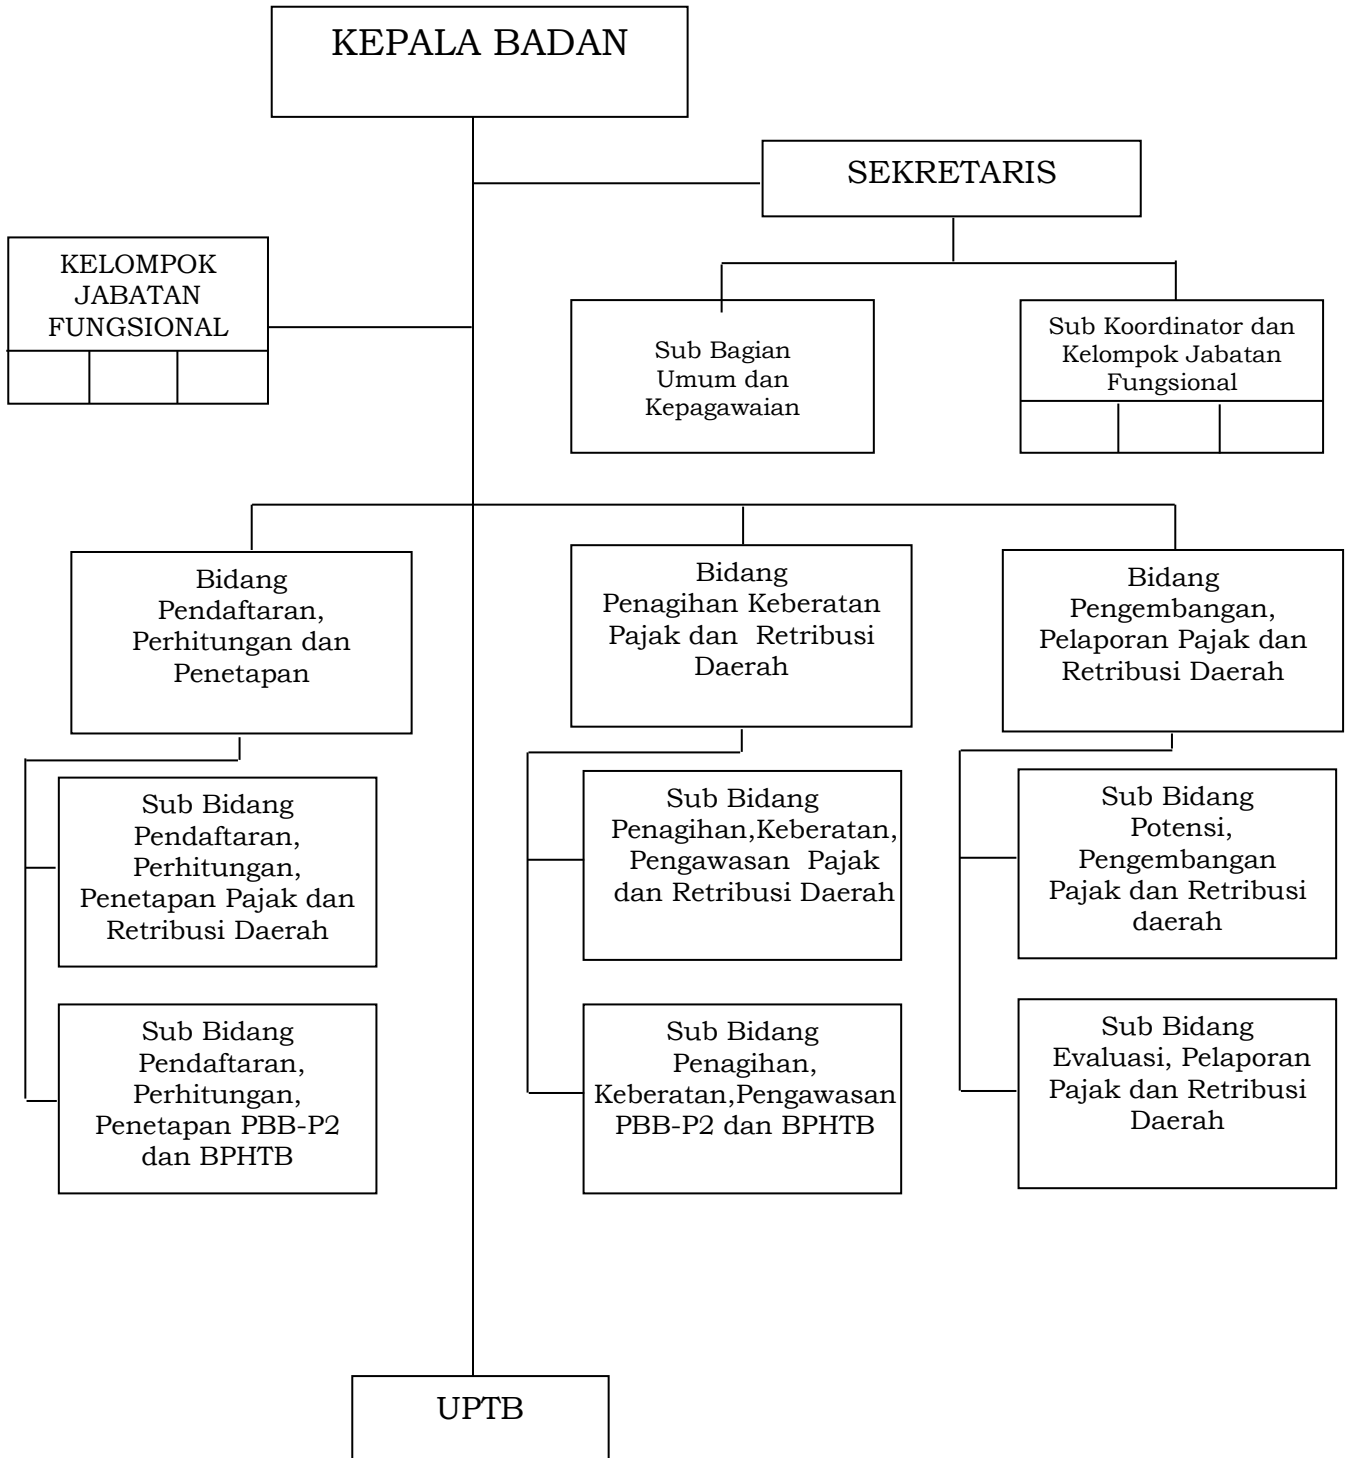 KEPALA BADAN
SEKRETARIS
KELOMPOK
JABATAN
FUNGSIONAL
Sub Bagian
Umum dan
Kepagawaian
Sub Koordinator dan
Kelompok Jabatan
Fungsional
Bidang
Pendaftaran,
Perhitungan dan
Penetapan
Bidang
Penagihan Keberatan
Pajak dan Retribusi
Daerah
Bidang
Pengembangan,
Pelaporan Pajak dan
Retribusi Daerah
Sub Bidang
Pendaftaran,
Perhitungan,
Penetapan Pajak dan
Retribusi Daerah
Sub Bidang
Penagihan,Keberatan,
Pengawasan Pajak
dan Retribusi Daerah
Sub Bidang
Potensi,
Pengembangan
Pajak dan Retribusi
daerah
Sub Bidang
Pendaftaran,
Perhitungan,
Penetapan PBB-P2
dan BPHTB
Sub Bidang
Penagihan,
Keberatan,Pengawasan
PBB-P2 dan BPHTB
Sub Bidang
Evaluasi, Pelaporan
Pajak dan Retribusi
Daerah
UPTB